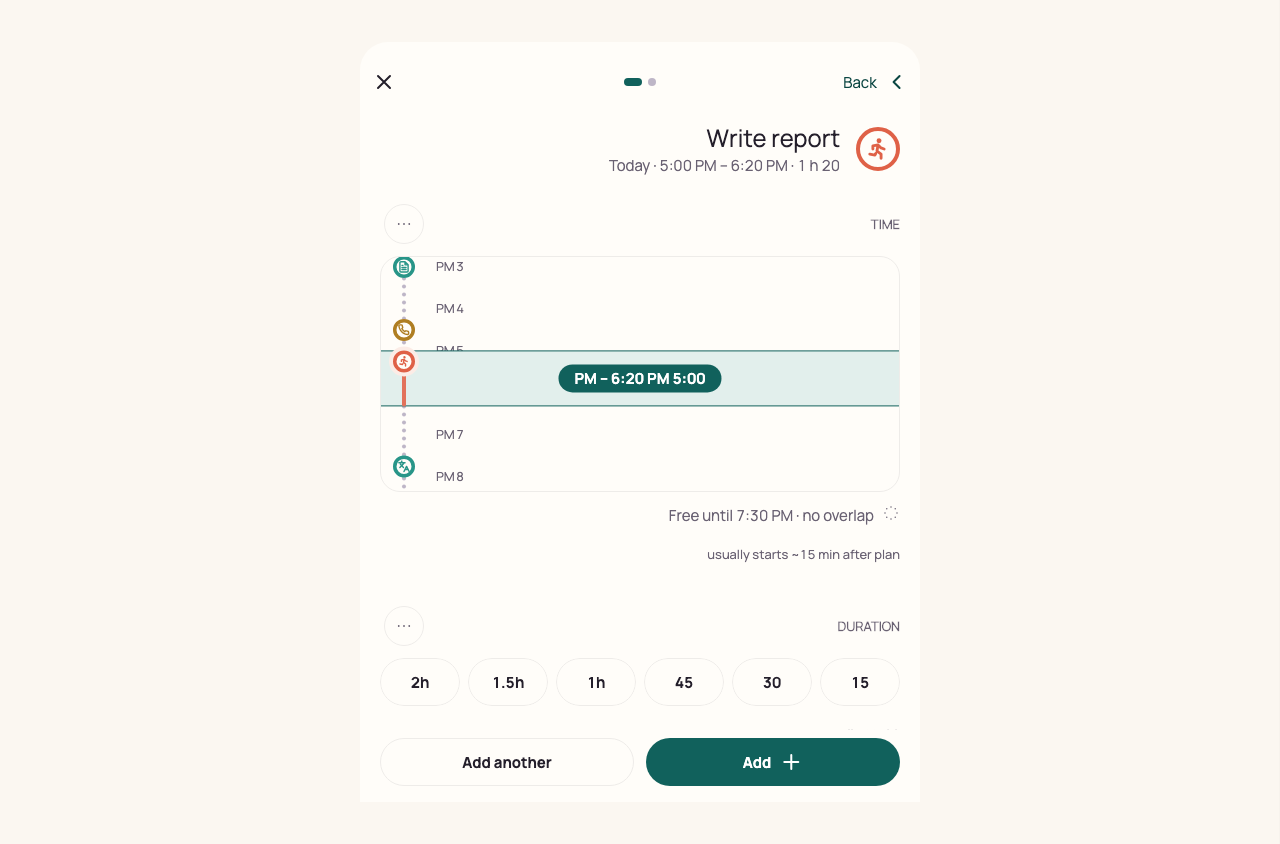 Back
Write report
Today · 5:00 PM – 6:20 PM · 1 h 20
TIME
PM 3
PM 4
PM 5
PM – 6:20 PM 5:00
PM 7
PM 8
Free until 7:30 PM · no overlap
usually starts ~15 min after plan
DURATION
2h
1.5h
1h
45
30
15
Add another
Add